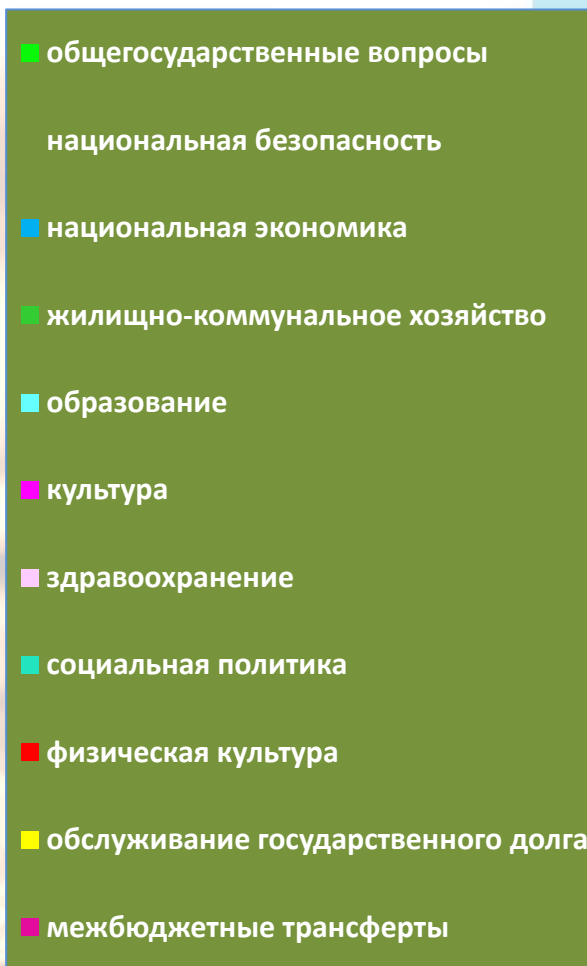 общегосударственные вопросы
национальная безопасность
национальная экономика
жилищно-коммунальное хозяйство
образование
культура
здравоохранение
социальная политика
физическая культура
обслуживание государственного долга
межбюджетные трансферты